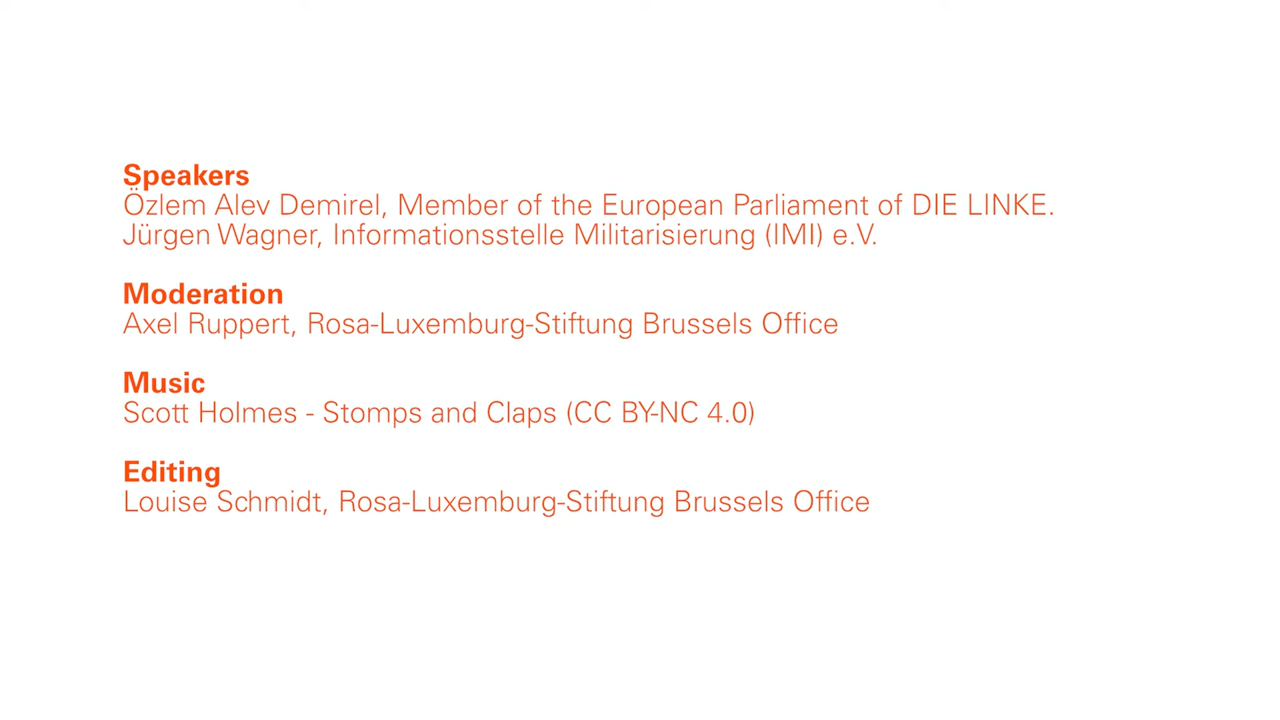 Speakers
Özlem Alev Demirel, Member of the European Parliament of DIE LINKE.
Jürgen Wagner, Informationsstelle Militarisierung (IMI) e.V.
Moderation
Axel Ruppert, Rosa-Luxemburg-Stiftung Brussels Office
Music
Scott Holmes - Stomps and Claps (CC BY-NC 4.0)
Editing
Louise Schmidt, Rosa-Luxemburg-Stiftung Brussels Office